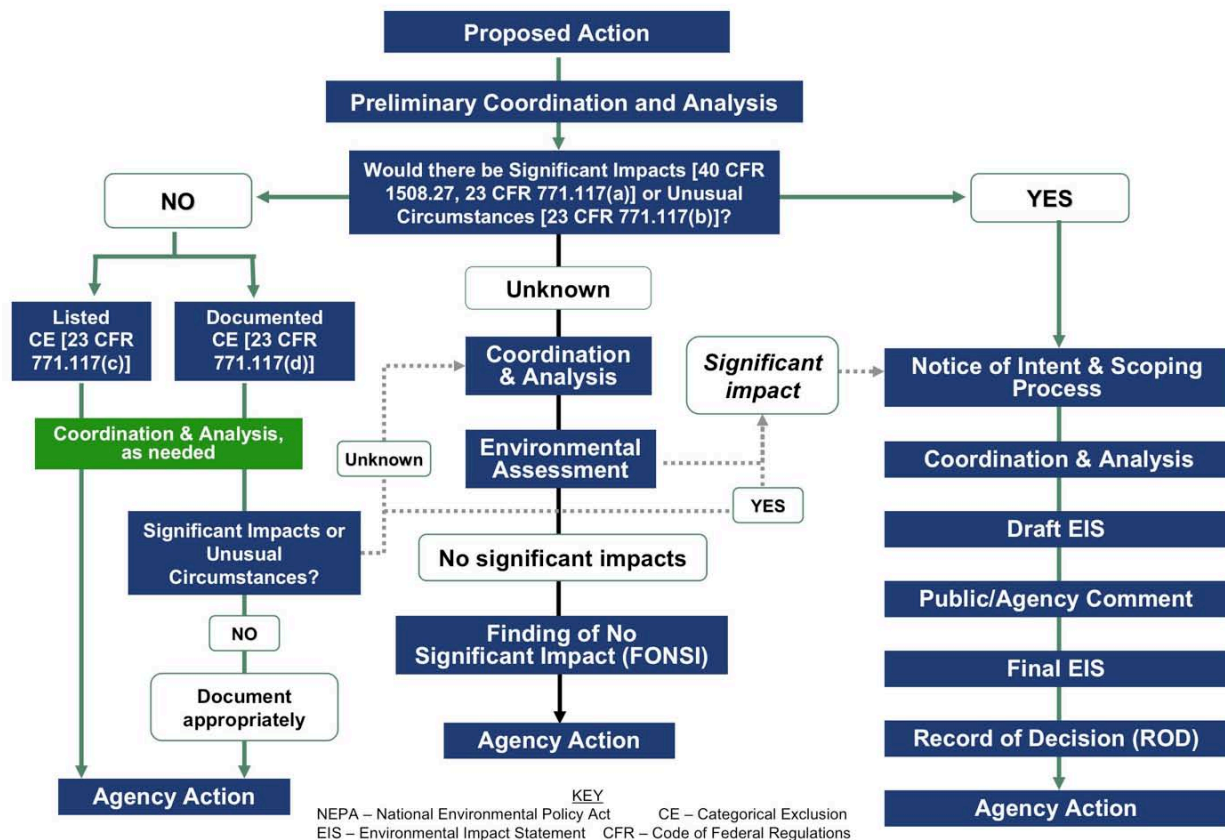 Proposed Action
Preliminary Coordination and Analysis
Would there be Significant Impacts [40 CFR
1508.27, 23 CFR 771.117(a)] or Unusual
Circumstances [23 CFR 771.117(b)]?
NO
YES
Unknown
Listed
CE [23 CFR
771.117(c)]
Documented
CE [23 CFR
771.117(d)]
Coordination & Analysis,
as needed
Significant Impacts or
Unusual
Circumstances?
NO
Document
appropriately
Agency Action
Unknown
Coordination
& Analysis
Environmental
Assessment
YES
Significant
impact
No significant impacts
Finding of No
Significant Impact (FONSI)
Agency Action
Notice of Intent & Scoping
Process
Coordination & Analysis
Draft EIS
Public/Agency Comment
Final EIS
Record of Decision (ROD)
Agency Action
KEY
NEPA – National Environmental Policy Act CE – Categorical Exclusion
EIS – Environmental Impact Statement CFR – Code of Federal Regulations